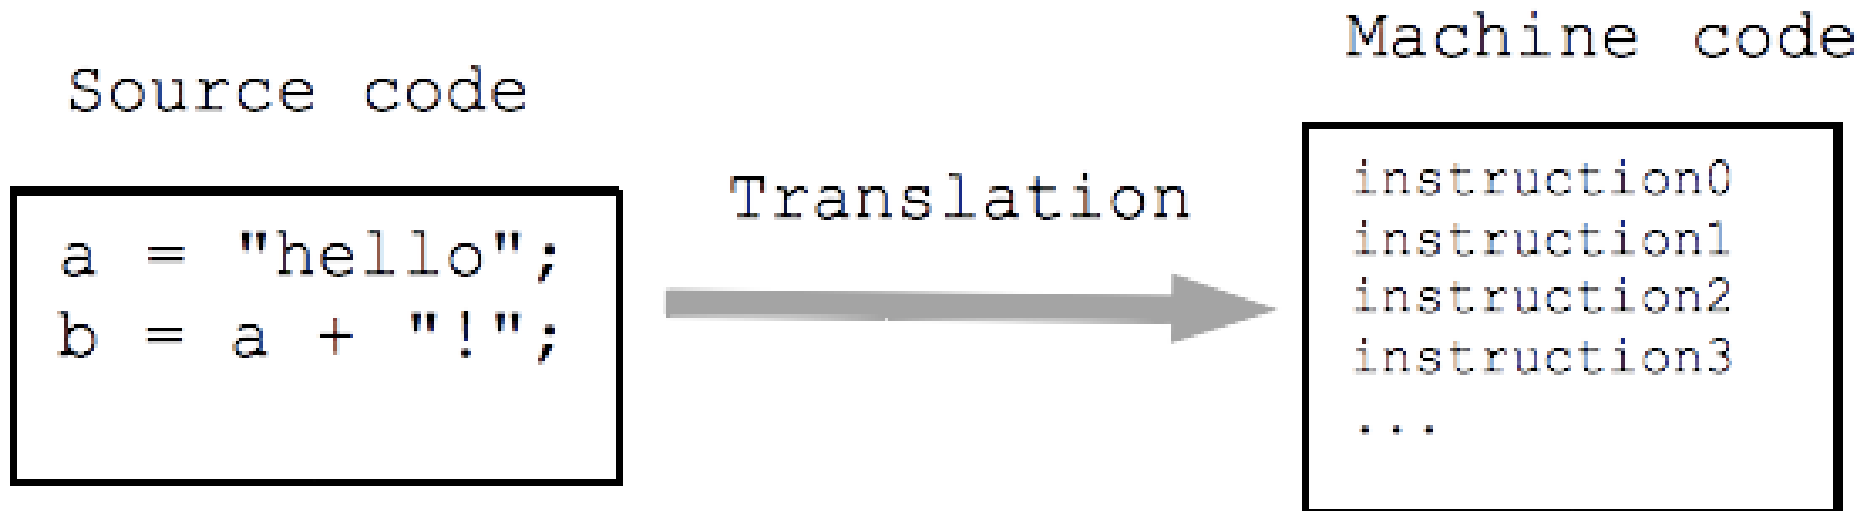 Source code
a = "hello";
b = a + "!";
Translation
Machine code
instruction0
instruction1
instruction2
instruction3
...